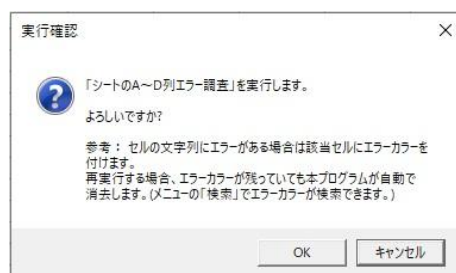 実行確認
「シートのA～D列エラー調査」を実行します。
よろしいですか?
参考： セルの文字列にエラーがある場合は該当セルにエラーカラーを
付けます。
再実行する場合、エラーカラーが残っていても本プログラムが自動で
消去します。(メニューの「検索」でエラーカラーが検索できます。)
OK
キャンセル